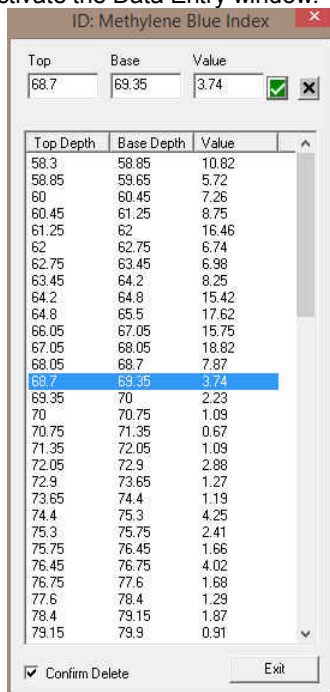 ctivate the Data Entry window.
ID: Methylene Blue Index
Top Base Value
68.7 69.35 3.74
Top Depth Base Depth Value
58.3 58.85 10.82
58.85 59.65 5.72
60 60.45 7.26
60.45 61.25 8.75
61.25 62 16.46
62 62.75 6.74
62.75 63.45 6.98
63.45 64.2 8.25
64.2 64.8 15.42
64.8 65.5 17.62
66.05 67.05 15.75
67.05 68.05 18.82
68.05 68.7 7.87
68.7 69.35 3.74
69.35 70 2.23
70 70.75 1.09
70.75 71.35 0.67
71.35 72.05 1.09
72.05 72.9 2.88
72.9 73.65 1.27
73.65 74.4 1.19
74.4 75.3 4.25
75.3 75.75 2.41
75.75 76.45 1.66
76.45 76.75 4.02
76.75 77.6 1.68
77.6 78.4 1.29
78.4 79.15 1.87
79.15 79.9 0.91
Confirm Delete Exit